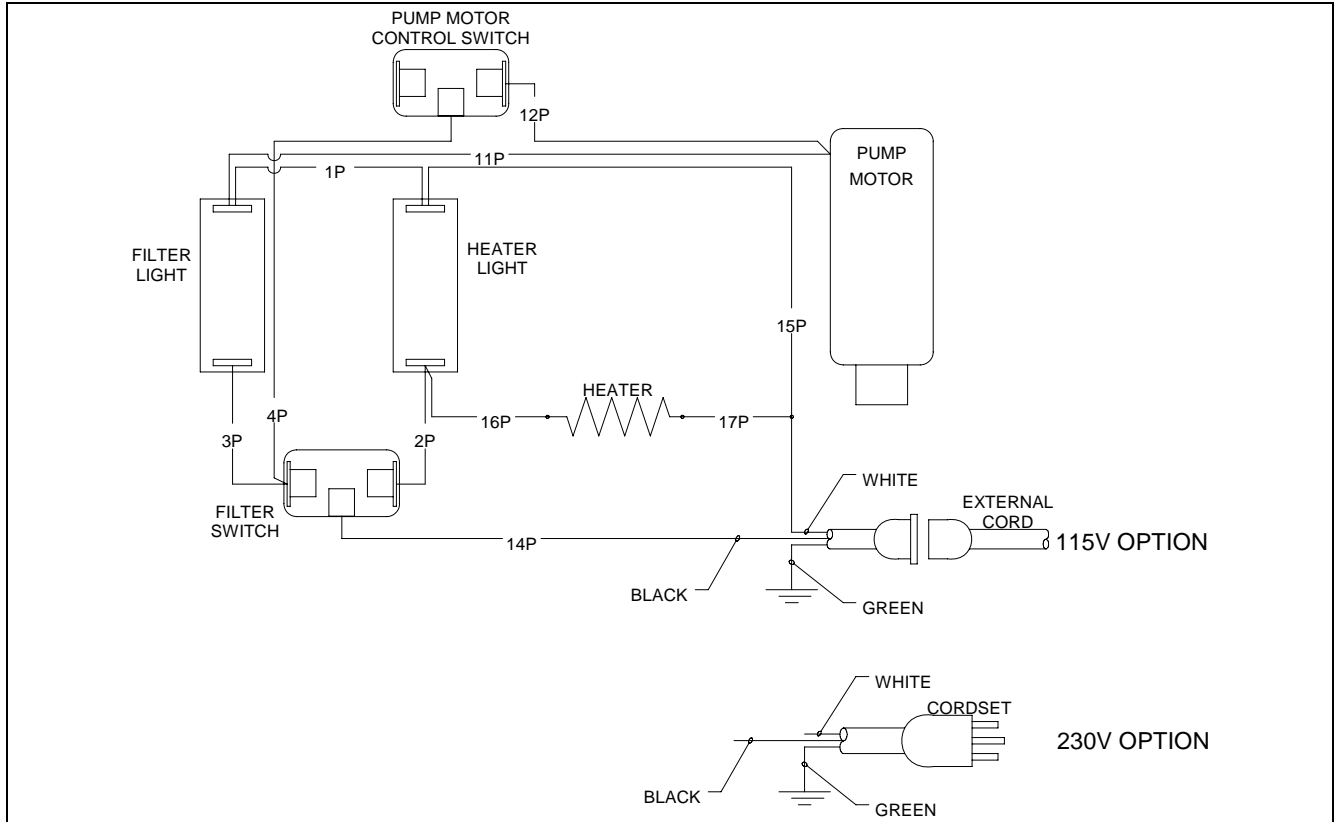 PUMP MOTOR
CONTROL SWITCH
12P
PUMP
MOTOR
11P
1P
FILTER
LIGHT
HEATER
LIGHT
15P
HEATER
4P
16P
17P
3P
2P
FILTER
SWITCH
WHITE
EXTERNAL
CORD
14P
115V OPTION
BLACK
GREEN
WHITE
CORDSET
230V OPTION
BLACK
GREEN